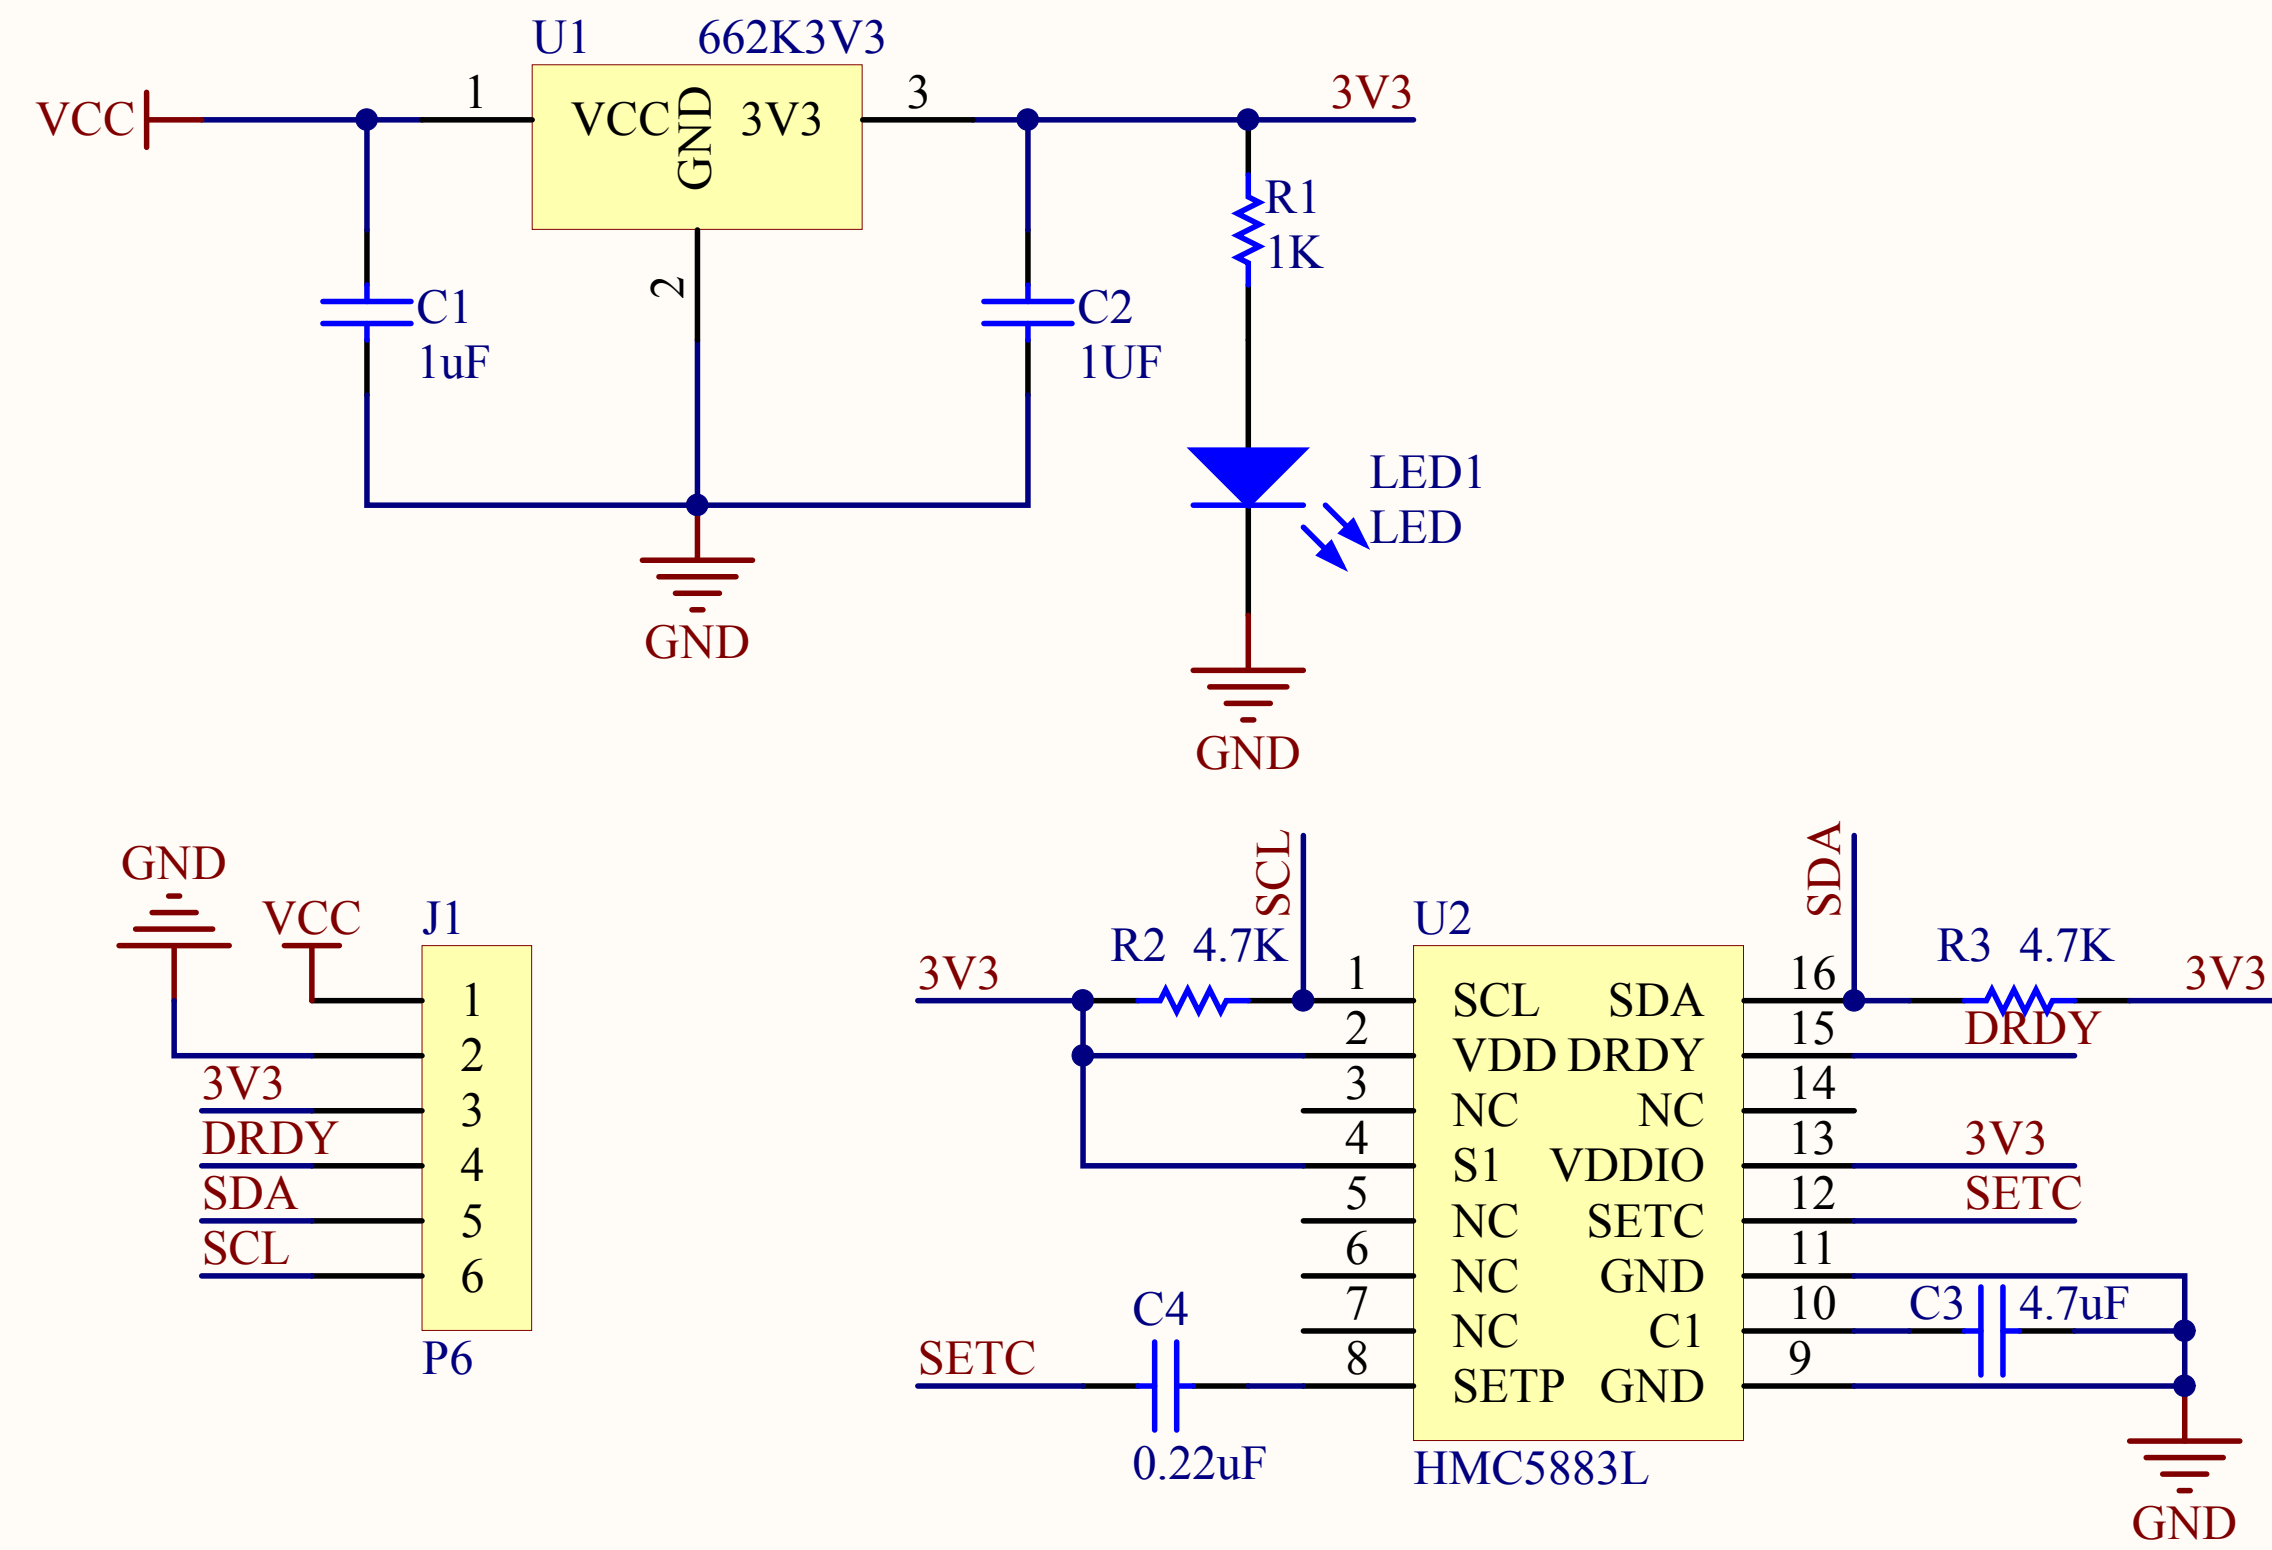 U1 662K3V3
VCC 1 VCC GND 3V3 3 3V3
2
C1
1uF
C2
1UF
R1
1K
LED1
LED
GND
GND
GND
VCC
J1
1
2
3V3 3
DRDY 4
SDA 5
SCL 6
P6
SCL
SDA
U2
R2 4.7K
R3 4.7K
3V3 1 SCL SDA 16 3V3
2 VDD DRDY 15 DRDY
3 NC NC 14
4 S1 VDDIO 13 3V3
5 NC SETC 12 SETC
6 NC GND 11
7 NC C1 10 C3 4.7uF
C4
SETC 8 SETP GND 9
0.22uF
HMC5883L
GND